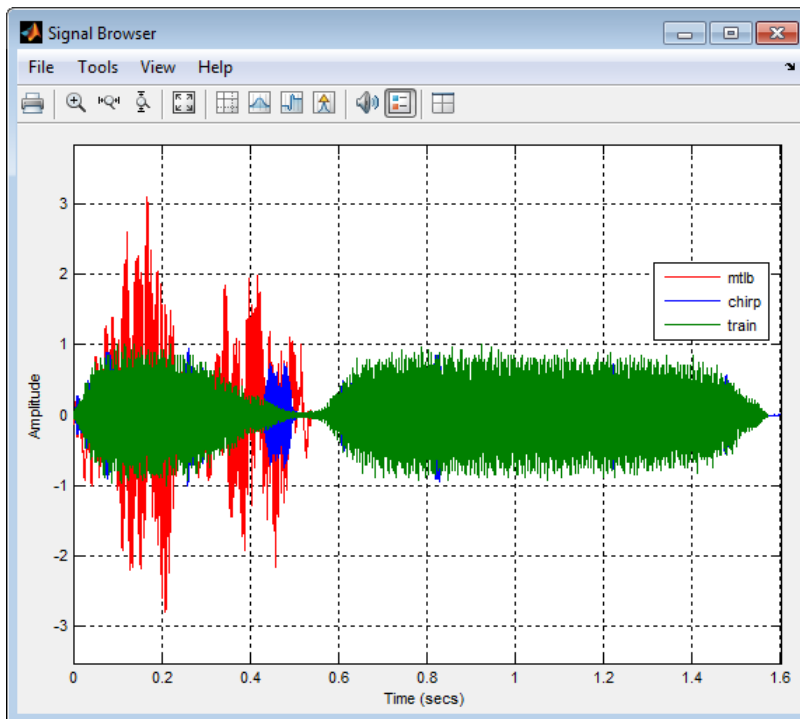 Signal Browser
File Tools View Help
3
2
1
0
-1
-2
-3
Amplitude
mtlb
chirp
train
0 0.2 0.4 0.6 0.8 1 1.2 1.4 1.6
Time (secs)